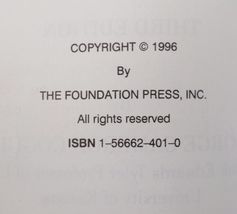 COPYRIGHT © 1996
By
THE FOUNDATION PRESS, INC.
All rights reserved
ISBN 1–56662–401–0